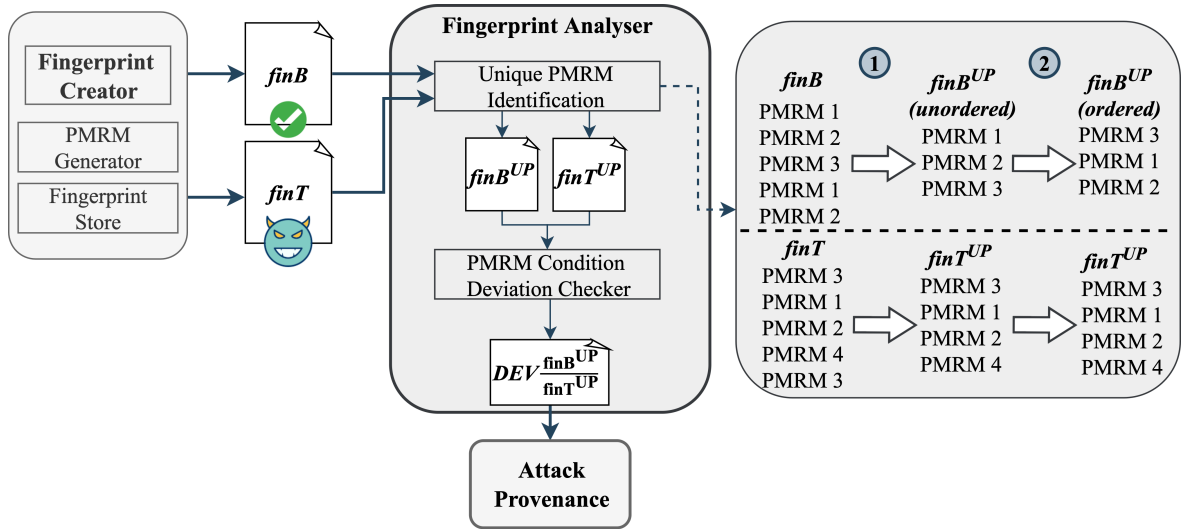 Fingerprint
Creator
PMRM
Generator
Fingerprint
Store
finB
finT
Fingerprint Analyser
Unique PMRM
Identification
finB^UP
finT^UP
PMRM Condition
Deviation Checker
DEV finB^UP
finT^UP
Attack
Provenance
finB
PMRM 1
PMRM 2
PMRM 3
PMRM 1
PMRM 2
1
finB^UP
(unordered)
PMRM 1
PMRM 2
PMRM 3
2
finB^UP
(ordered)
PMRM 3
PMRM 1
PMRM 2
finT
PMRM 3
PMRM 1
PMRM 2
PMRM 4
PMRM 3
finT^UP
PMRM 3
PMRM 1
PMRM 2
PMRM 4
finT^UP
PMRM 3
PMRM 1
PMRM 2
PMRM 4